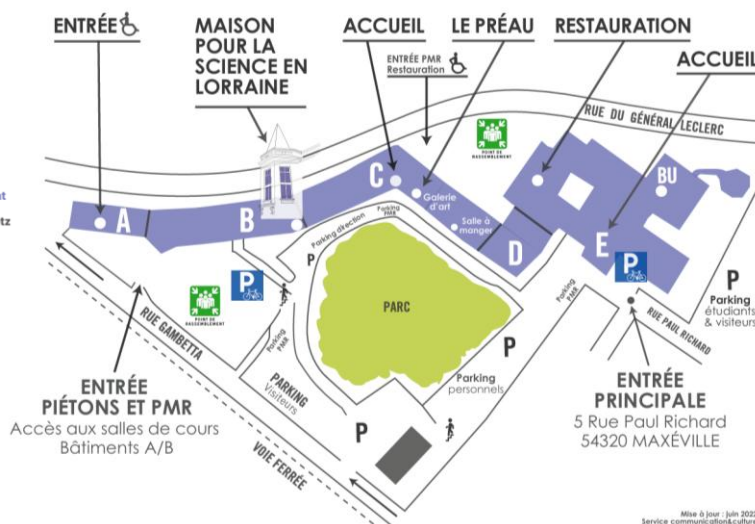 ENTRÉE
MAISON
POUR LA
SCIENCE EN
LORRAINE
ACCUEIL
LE PRÉAU
RESTAURATION
ENTRÉE PMR
Restauration
ACCUEIL
RUE DU GÉNÉRAL LECLERC
POINT DE
RASSEMBLEMENT
C
BU
Galerie
d'art
Salle à
manger
A
B
D
E
tz
Parking direction
Parking
PMR
P
P
P
Parking
étudiants
& visiteurs
Parking
PMR
RUE PAUL RICHARD
POINT DE
RASSEMBLEMENT
P
PARC
RUE GAMBETTA
Parking
PMR
P
PARKING
Visiteurs
Parking
personnels
P
ENTRÉE
PIÉTONS ET PMR
Accès aux salles de cours
Bâtiments A/B
ENTRÉE
PRINCIPALE
5 Rue Paul Richard
54320 MAXÉVILLE
VOIE FERRÉE
Mise à jour : juin 202
Service communication&cultur